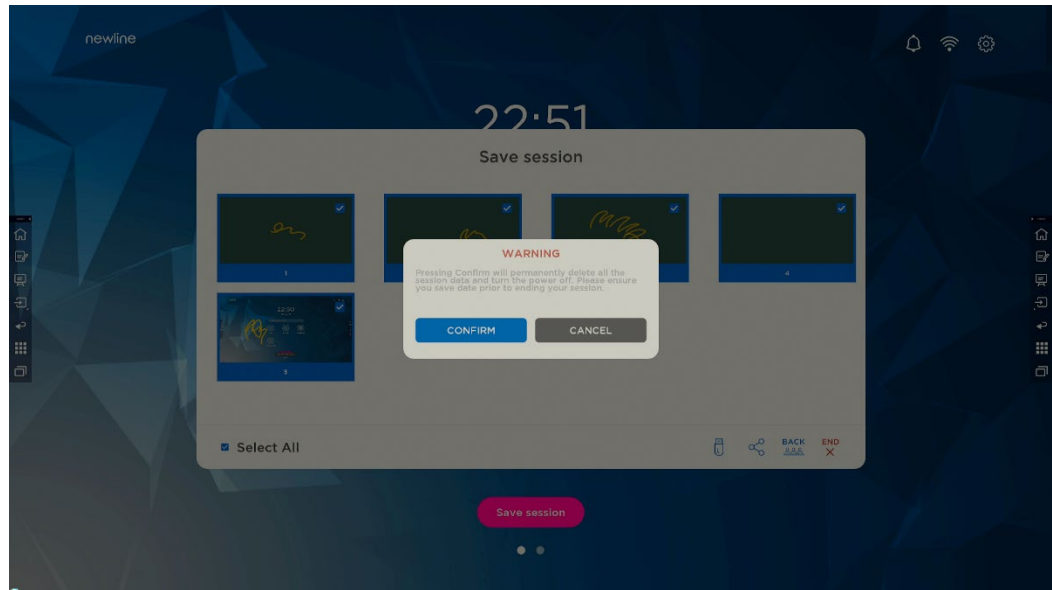 newline
22:51
Save session
WARNING
Pressing Confirm will permanently delete all the
session data and turn the power off. Please ensure
you save date prior to ending your session.
CONFIRM
CANCEL
1
4
22:50
5
Select All
BACK
END
Save session